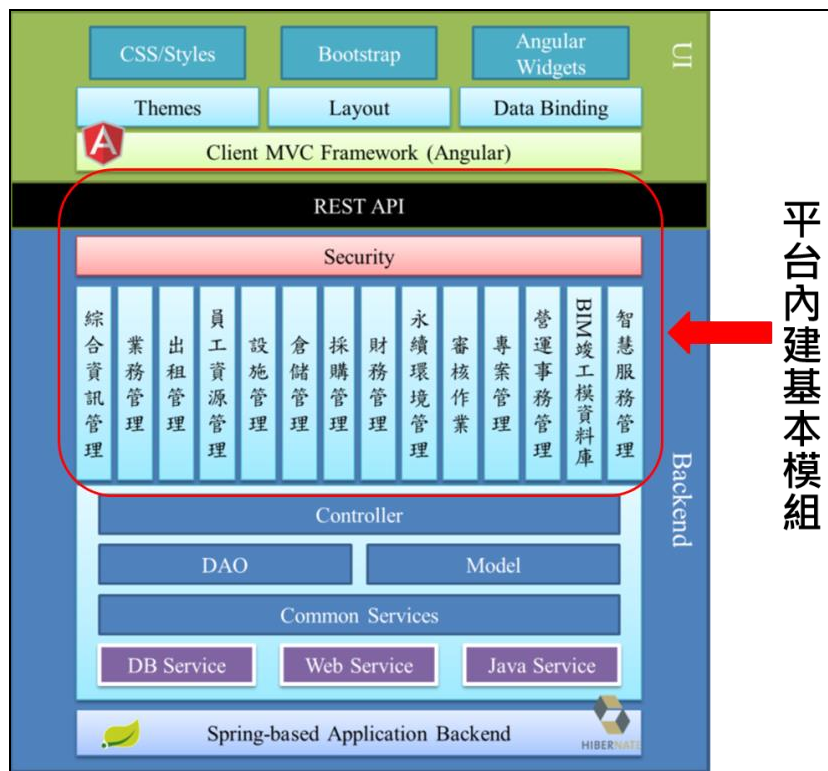 CSS/Styles
Bootstrap
Angular
Widgets
UI
Themes
Layout
Data Binding
Client MVC Framework (Angular)
REST API
Security
綜合資訊管理
業務管理
出租管理
員工資源管理
設施管理
倉儲管理
採購管理
財務管理
永續環境管理
審核作業
專案管理
營運事務管理
BIM竣工模資料庫
智慧服務管理
平台內建基本模組
Backend
Controller
DAO
Model
Common Services
DB Service
Web Service
Java Service
Spring-based Application Backend
HIBERNATE